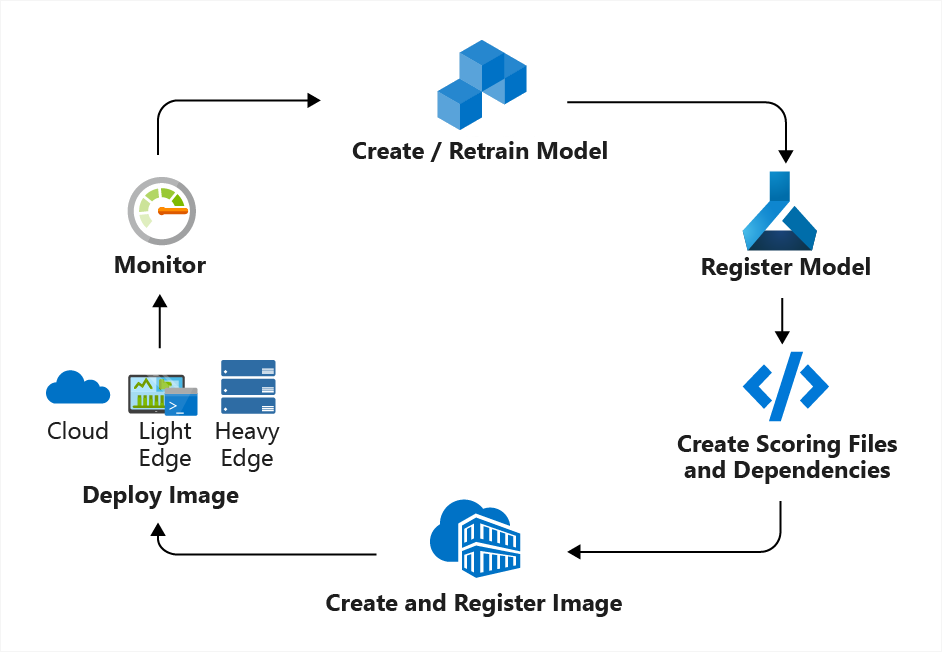 Create / Retrain Model
Monitor
Register Model
Cloud
Light
Edge
Heavy
Edge
Deploy Image
Create Scoring Files
and Dependencies
Create and Register Image